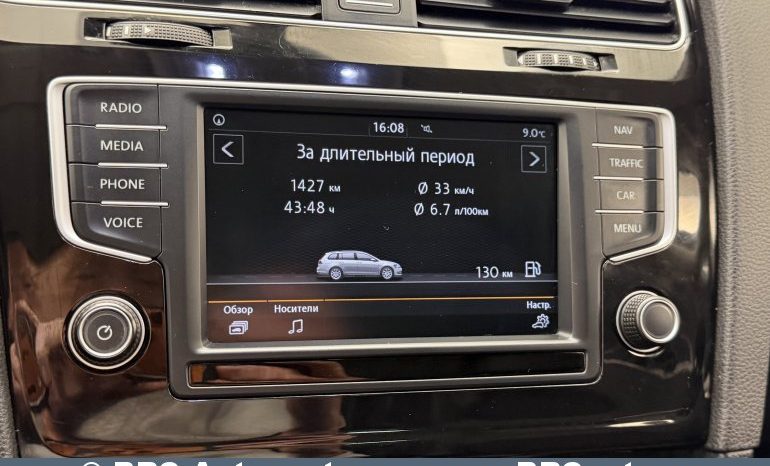 RADIO
MEDIA
PHONE
VOICE
16:08
9.0°C
За длительный период
1427 км
Ø 33 км/ч
43:48 ч
Ø 6.7 л/100км
130 км
Обзор
Носители
Настр.
NAV
TRAFFIC
CAR
MENU